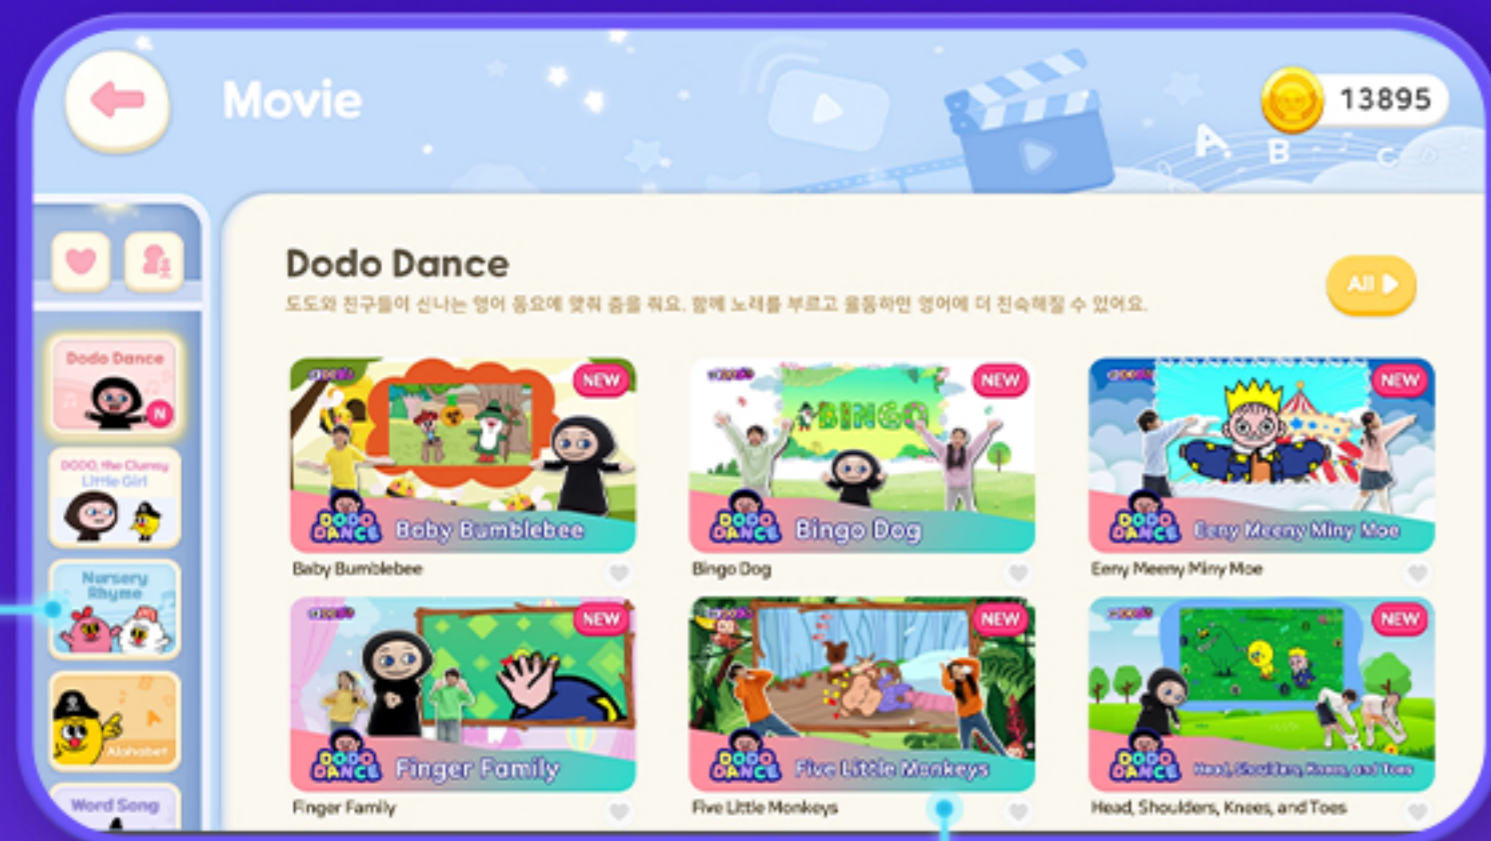 Movie
13895
Dodo Dance
도도와 친구들이 신나는 영어 동요에 맞춰 춤을 춰요. 함께 노래를 부르고 율동하면 영어에 더 친숙해질 수 있어요.
All
Dodo Dance
N
DODO, the Clumsy
Little Girl
Nursery
Rhyme
Alphabet
Word Song
NEW
DODO
DANCE
Baby Bumblebee
Baby Bumblebee
NEW
BINGO
DODO
DANCE
Bingo Dog
Bingo Dog
NEW
DODO
DANCE
Eeny Meeny Miny Moe
Eeny Meeny Miny Moe
NEW
DODO
DANCE
Finger Family
Finger Family
NEW
DODO
DANCE
Five Little Monkeys
Five Little Monkeys
NEW
DODO
DANCE
Head, Shoulders, Knees, and Toes
Head, Shoulders, Knees, and Toes
A B C